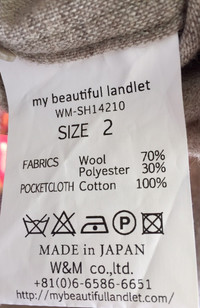 my beautiful landlet
WM-SH14210
SIZE 2
FABRICS Wool 70%
Polyester 30%
POCKETCLOTH Cotton 100%
P
MADE in JAPAN
W&M co.,ltd.
+81(0)6-6586-6651
http://mybeautifullandlet.com/